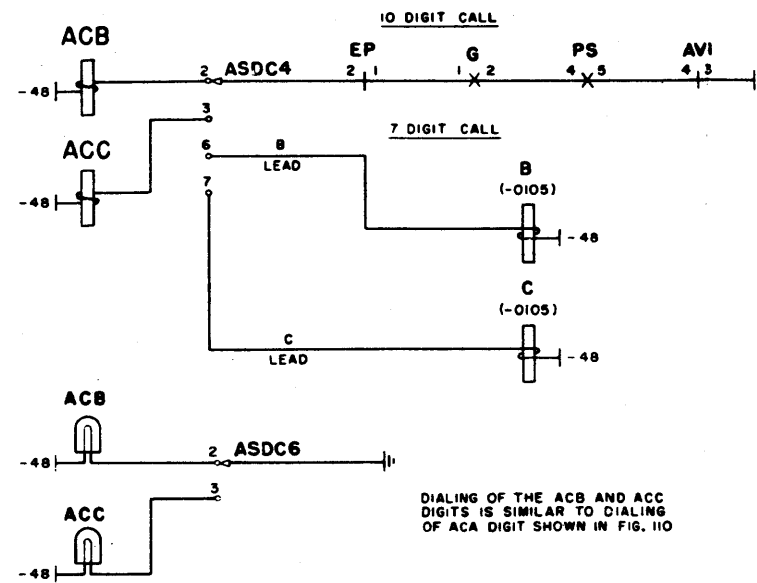 10 DIGIT CALL
ACB
EP
G
PS
AVI
2 ASDC4
2 1
1 2
4 5
4 3
-48
3
7 DIGIT CALL
ACC
6
B
LEAD
7
B
(-0105)
-48
-48
C
(-0105)
C
LEAD
-48
ACB
2 ASDC6
-48
3
ACC
DIALING OF THE ACB AND ACC
DIGITS IS SIMILAR TO DIALING
OF ACA DIGIT SHOWN IN FIG. 110
-48